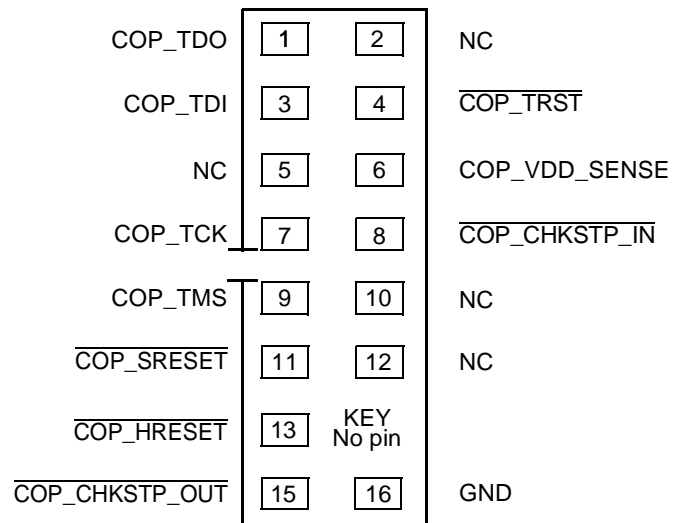 COP_TDO 1 2 NC
COP_TDI 3 4 COP_TRST
NC 5 6 COP_VDD_SENSE
COP_TCK 7 8 COP_CHKSTP_IN
COP_TMS 9 10 NC
COP_SRESET 11 12 NC
COP_HRESET 13 KEY
No pin
COP_CHKSTP_OUT 15 16 GND